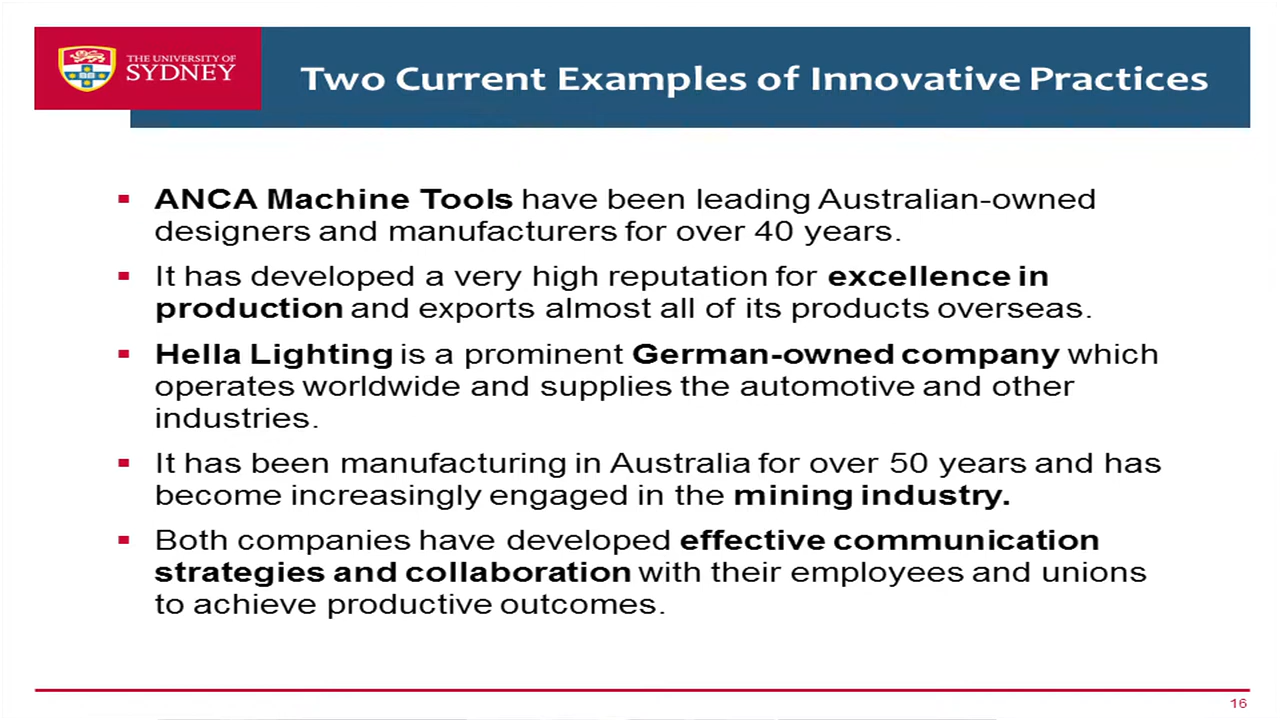 THE UNIVERSITY OF
SYDNEY
Two Current Examples of Innovative Practices
▪ ANCA Machine Tools have been leading Australian-owned
designers and manufacturers for over 40 years.
▪ It has developed a very high reputation for excellence in
production and exports almost all of its products overseas.
▪ Hella Lighting is a prominent German-owned company which
operates worldwide and supplies the automotive and other
industries.
▪ It has been manufacturing in Australia for over 50 years and has
become increasingly engaged in the mining industry.
▪ Both companies have developed effective communication
strategies and collaboration with their employees and unions
to achieve productive outcomes.
16